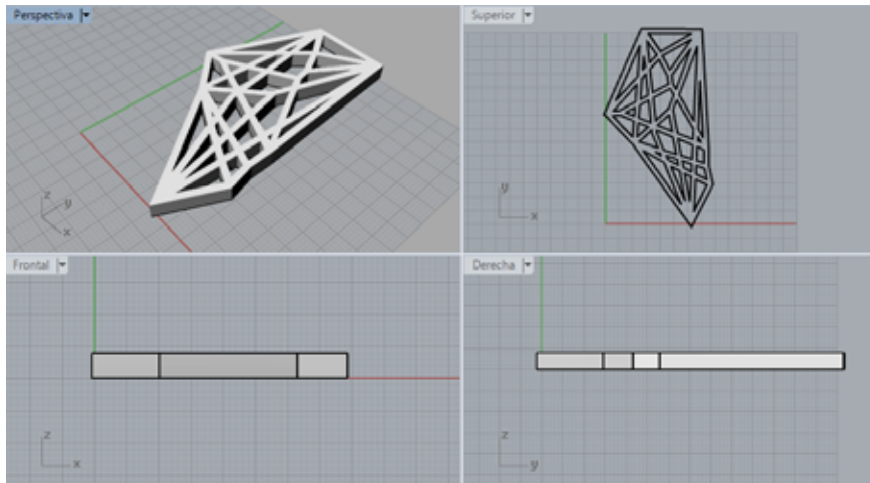 Perspectiva
z
y
x
Superior
y
x
Frontal
z
x
Derecha
z
y